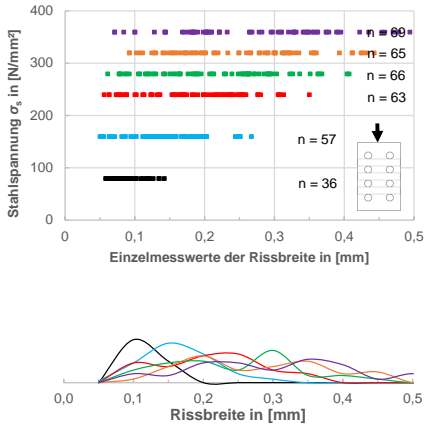 Stahlspannung σs in [N/mm²]
400
300
200
100
0
n = 69
n = 65
n = 66
n = 63
n = 57
n = 36
0 0,1 0,2 0,3 0,4 0,5
Einzelmesswerte der Rissbreite in [mm]
0,0 0,1 0,2 0,3 0,4 0,5
Rissbreite in [mm]